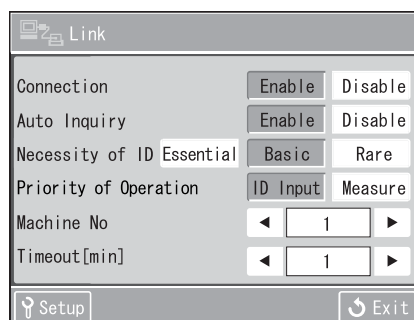 Link
Connection Enable Disable
Auto Inquiry Enable Disable
Necessity of ID Essential Basic Rare
Priority of Operation ID Input Measure
Machine No ◀ 1 ▶
Timeout[min] ◀ 1 ▶
Setup Exit